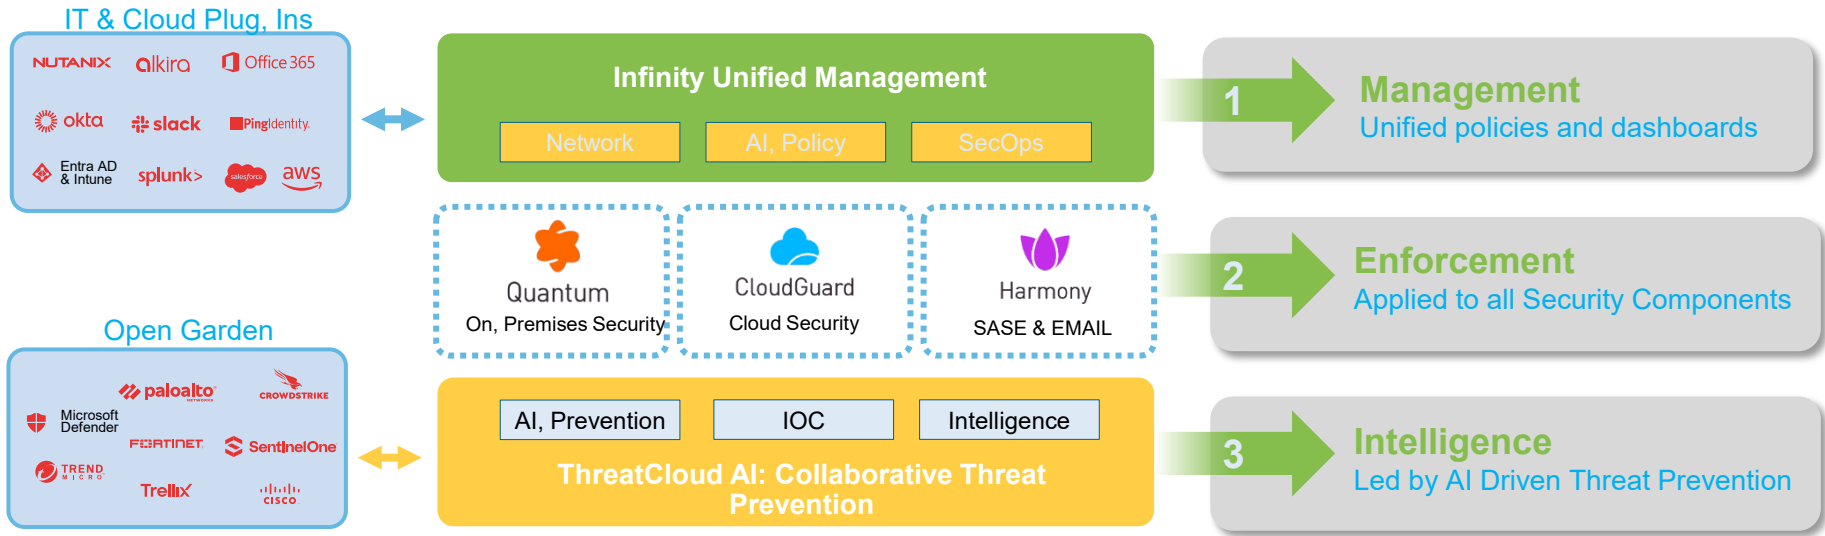 IT & Cloud Plug, Ins
NUTANIX
alkira
Office 365
okta
slack
PingIdentity.
Entra AD
& Intune
splunk>
salesforce
aws
Open Garden
paloalto
NETWORKS
CROWDSTRIKE
Microsoft
Defender
FORTINET
SentinelOne
TREND
MICRO
Trellix
CISCO
Infinity Unified Management
Network
AI, Policy
SecOps
Quantum
On, Premises Security
CloudGuard
Cloud Security
Harmony
SASE & EMAIL
AI, Prevention
IOC
Intelligence
ThreatCloud AI: Collaborative Threat
Prevention
1
Management
Unified policies and dashboards
2
Enforcement
Applied to all Security Components
3
Intelligence
Led by AI Driven Threat Prevention